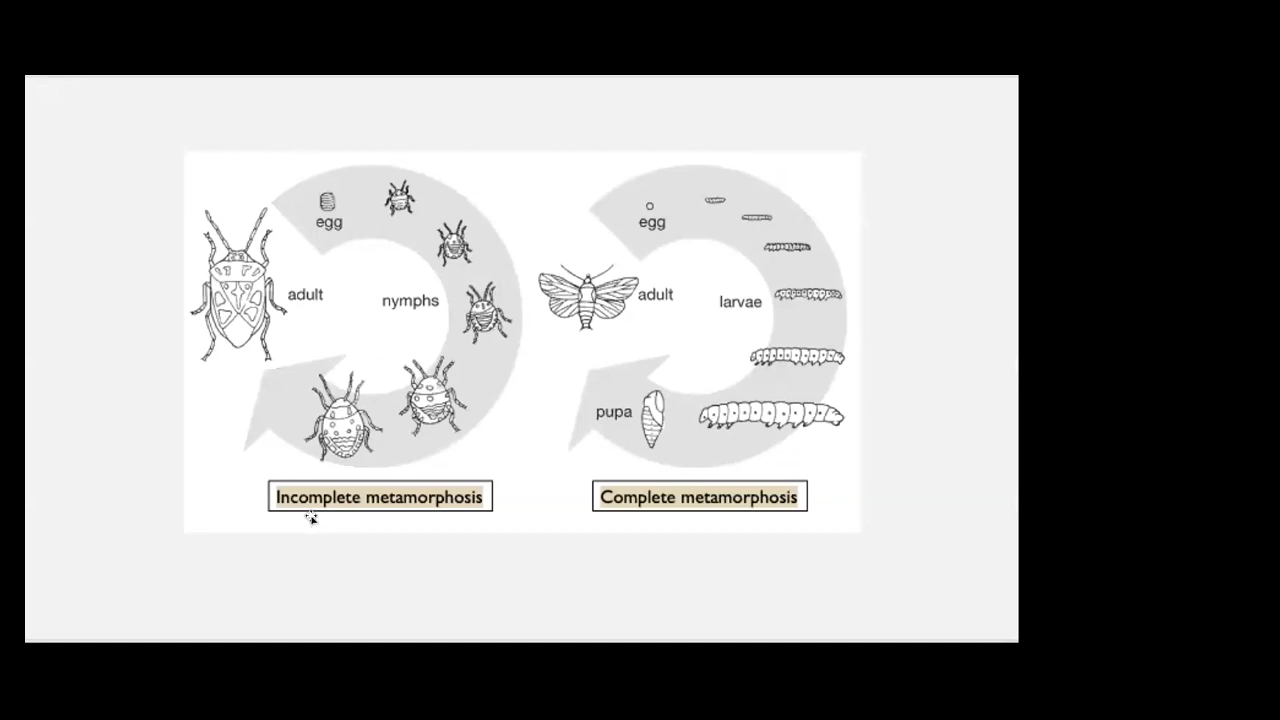 egg
adult
nymphs
Incomplete metamorphosis
egg
adult
larvae
pupa
Complete metamorphosis